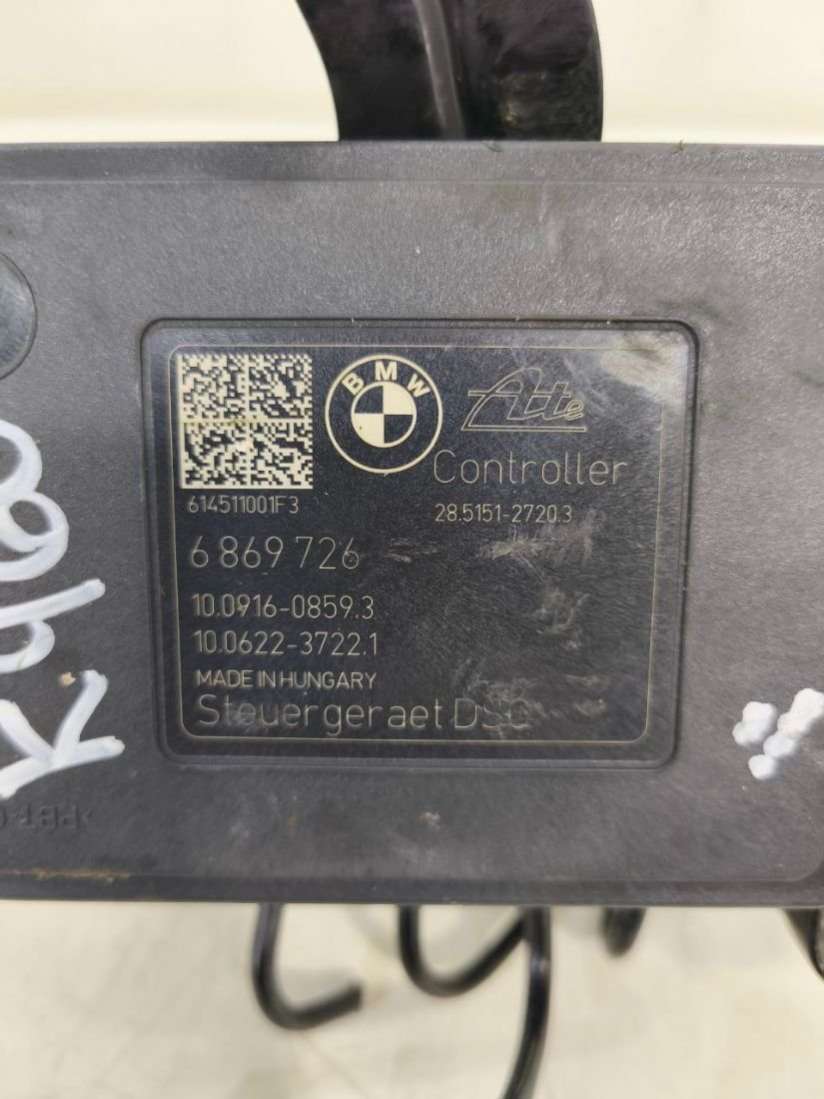 BMW
Ate
Controller
614511001F3
28.5151-2720.3
6 869 726
10.0916-0859.3
10.0622-3722.1
MADE IN HUNGARY
Steuergeraet DSC